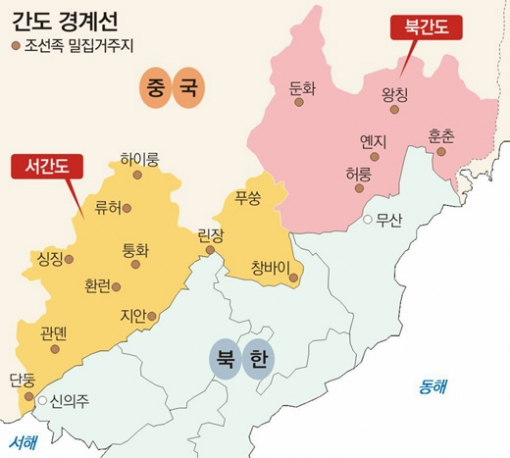 간도 경계선
조선족 밀집거주지
북간도
중국
둔화
왕칭
훈춘
옌지
허룽
무산
서간도
하이룽
류허
푸쑹
린장
싱징
퉁화
창바이
환런
지안
관뎬
북한
단둥
신의주
동해
서해